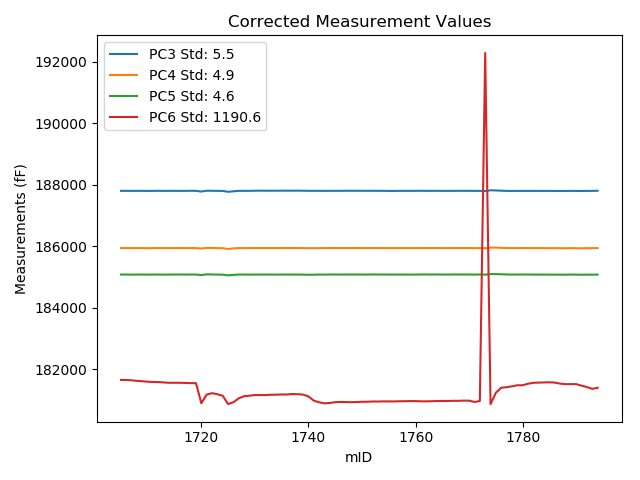 Corrected Measurement Values
PC3 Std: 5.5
PC4 Std: 4.9
PC5 Std: 4.6
PC6 Std: 1190.6
Measurements (fF)
192000
190000
188000
186000
184000
182000
1720 1740 1760 1780
mID